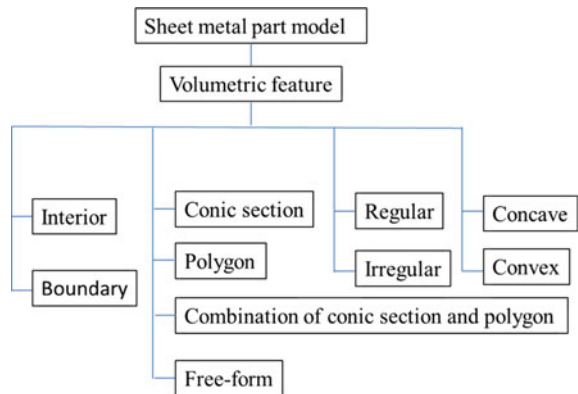 Sheet metal part model
Volumetric feature
Interior
Boundary
Conic section
Polygon
Combination of conic section and polygon
Free-form
Regular
Irregular
Concave
Convex